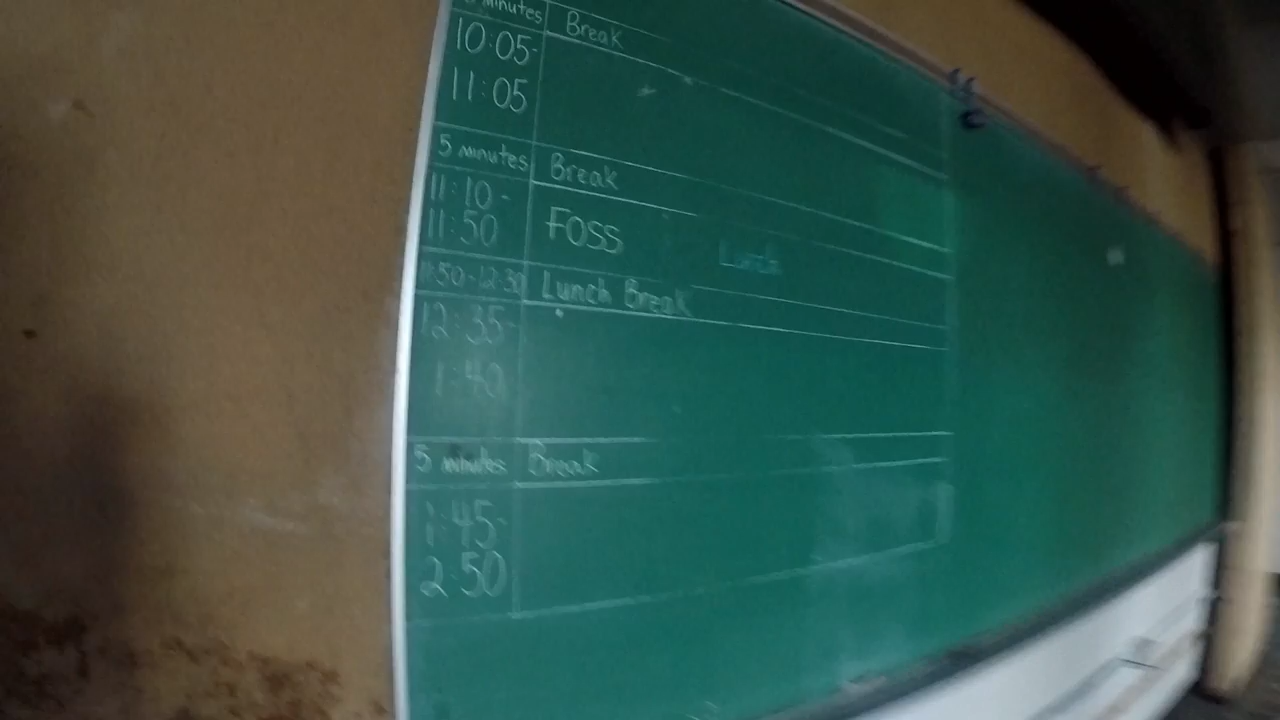 minutes Break
10:05-
11:05
5 minutes Break
11:10-
11:50 FOSS
Lunch
11:50-12:30 Lunch Break
12:35-
1:40
5 minutes Break
1:45-
2:50